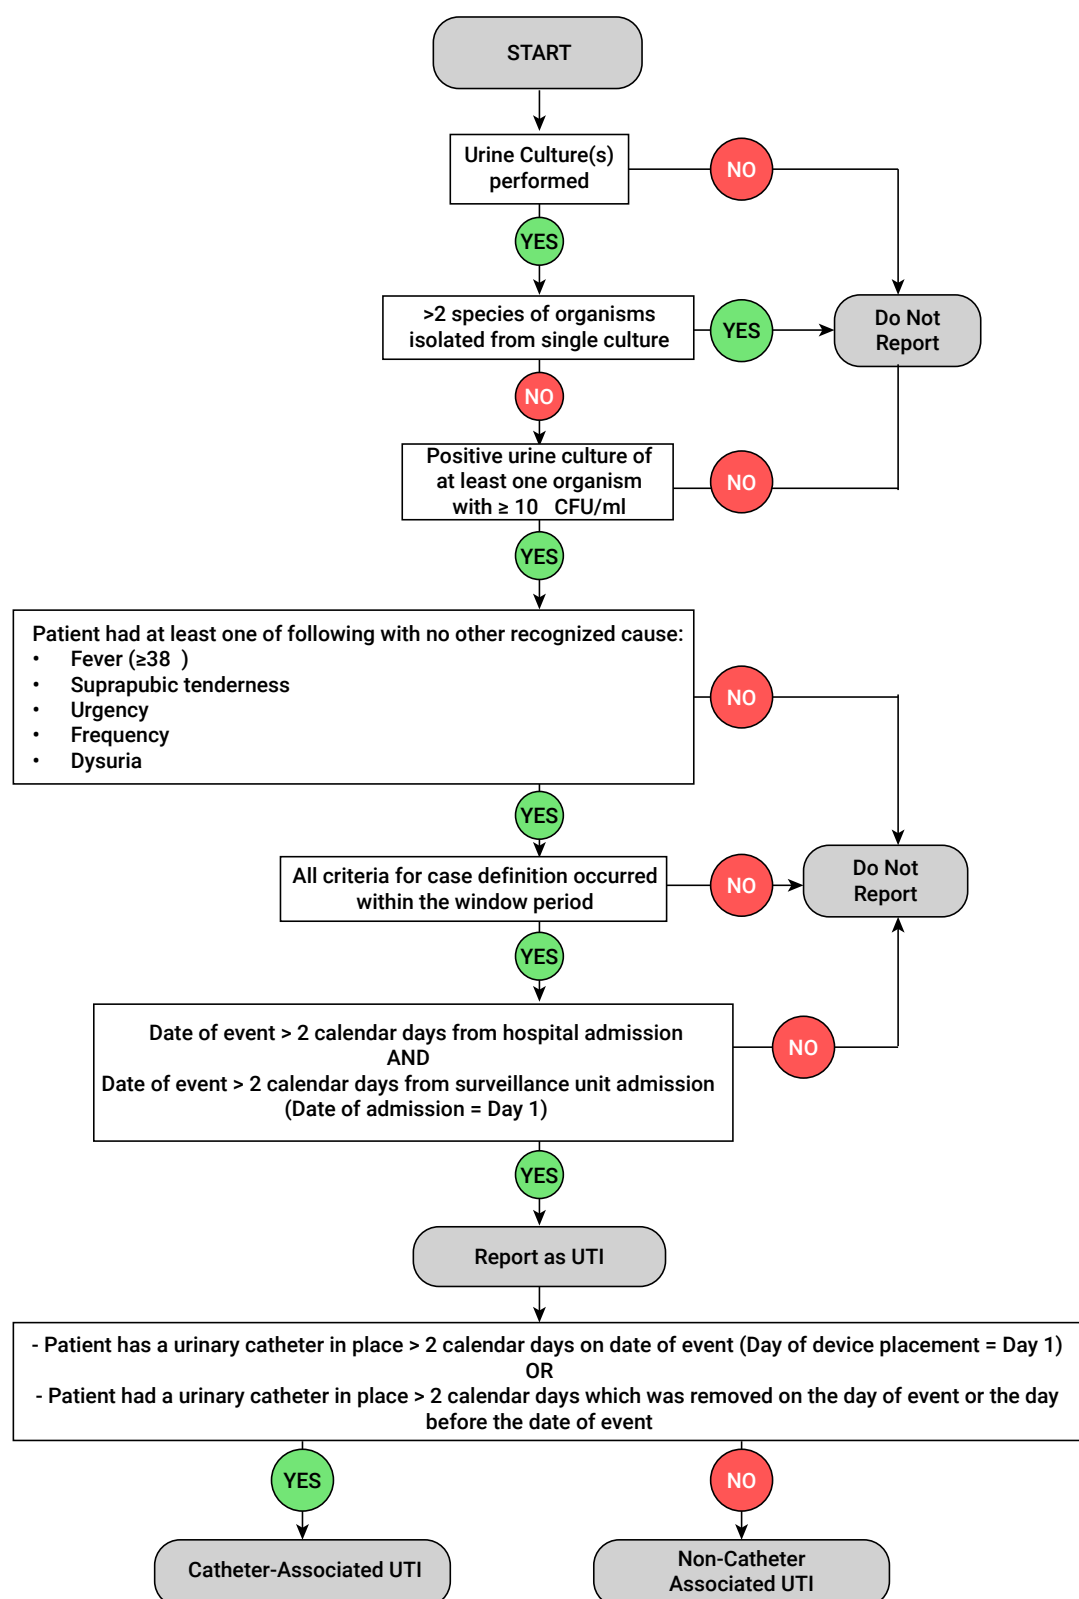 START
Urine Culture(s)
performed
NO
YES
>2 species of organisms
isolated from single culture
YES
Do Not
Report
NO
Positive urine culture of
at least one organism
with ≥ 10 CFU/ml
NO
YES
Patient had at least one of following with no other recognized cause:
• Fever (≥38 )
• Suprapubic tenderness
• Urgency
• Frequency
• Dysuria
NO
YES
All criteria for case definition occurred
within the window period
NO
Do Not
Report
YES
Date of event > 2 calendar days from hospital admission
AND
Date of event > 2 calendar days from surveillance unit admission
(Date of admission = Day 1)
NO
YES
Report as UTI
- Patient has a urinary catheter in place > 2 calendar days on date of event (Day of device placement = Day 1)
OR
- Patient had a urinary catheter in place > 2 calendar days which was removed on the day of event or the day
before the date of event
YES
NO
Catheter-Associated UTI
Non-Catheter
Associated UTI